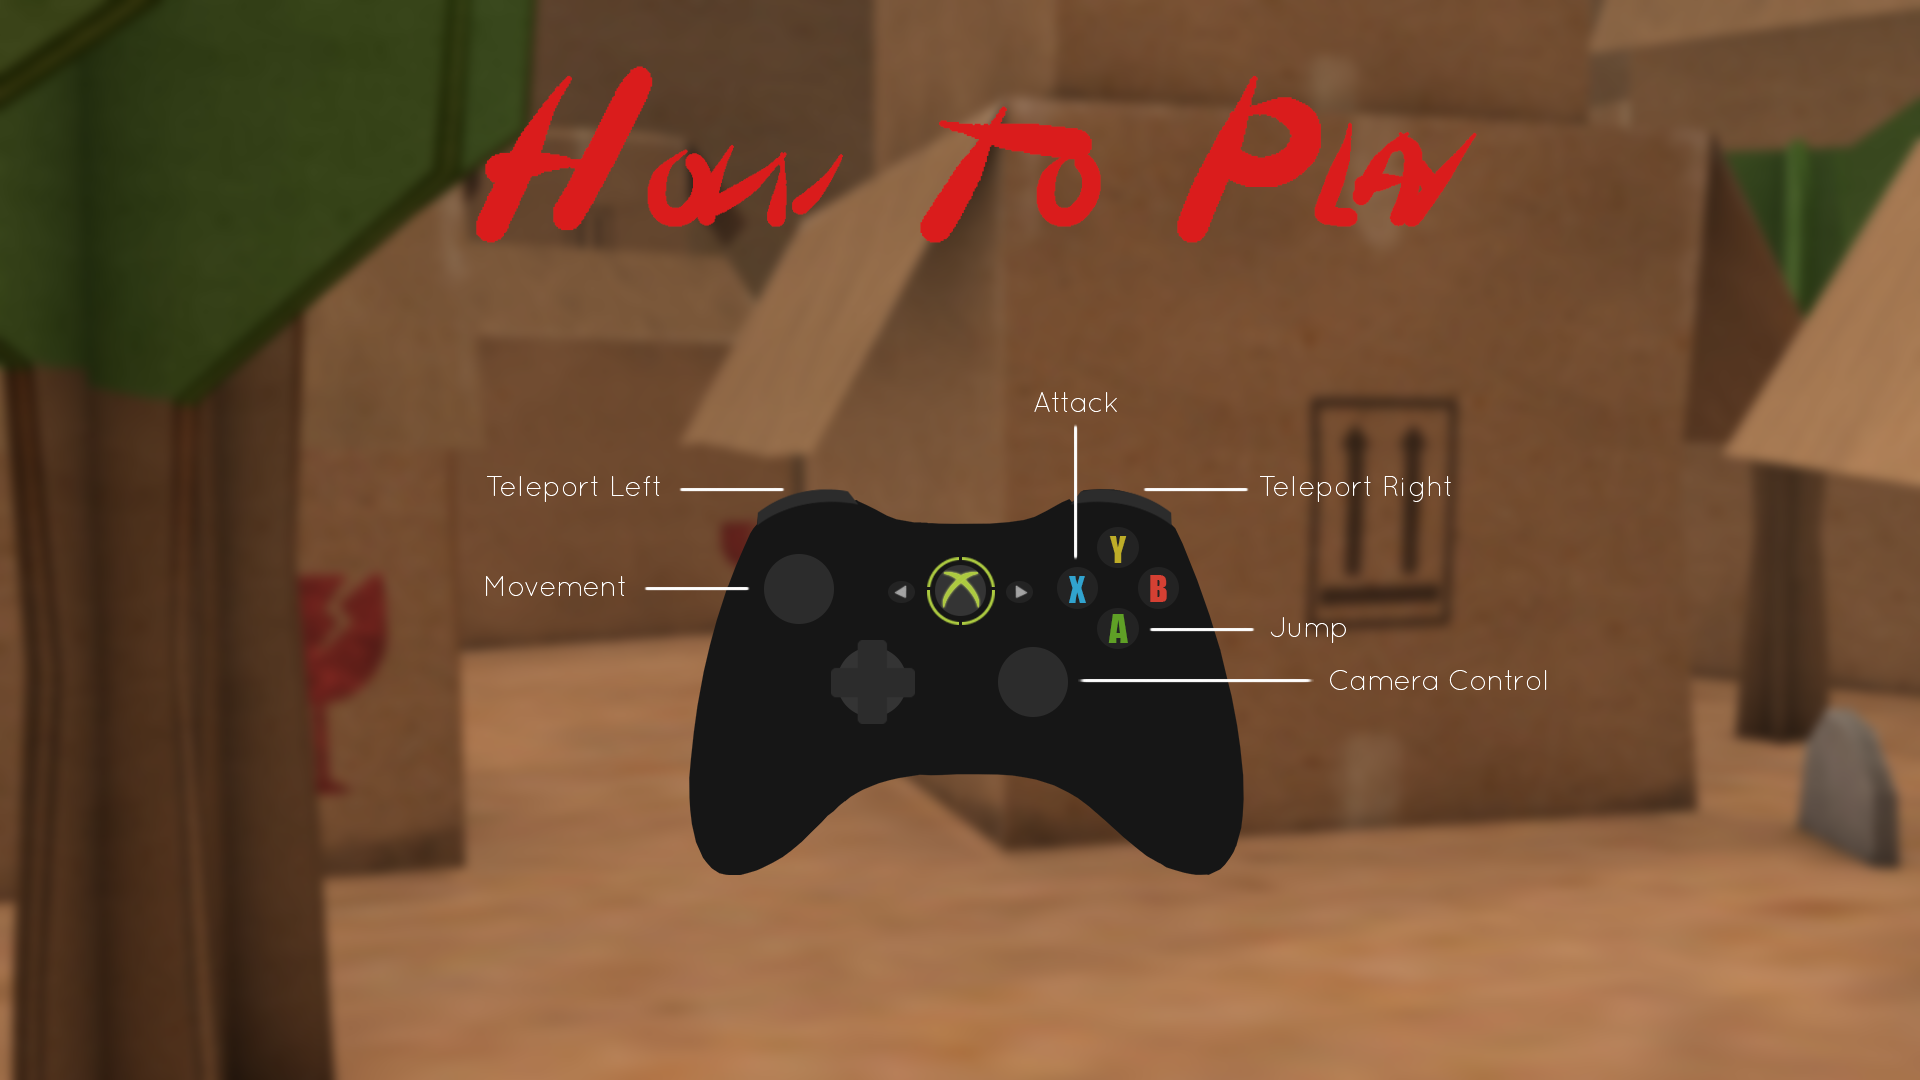 How To Play
Attack
Teleport Left
Teleport Right
Y
X
B
Movement
A
Jump
Camera Control